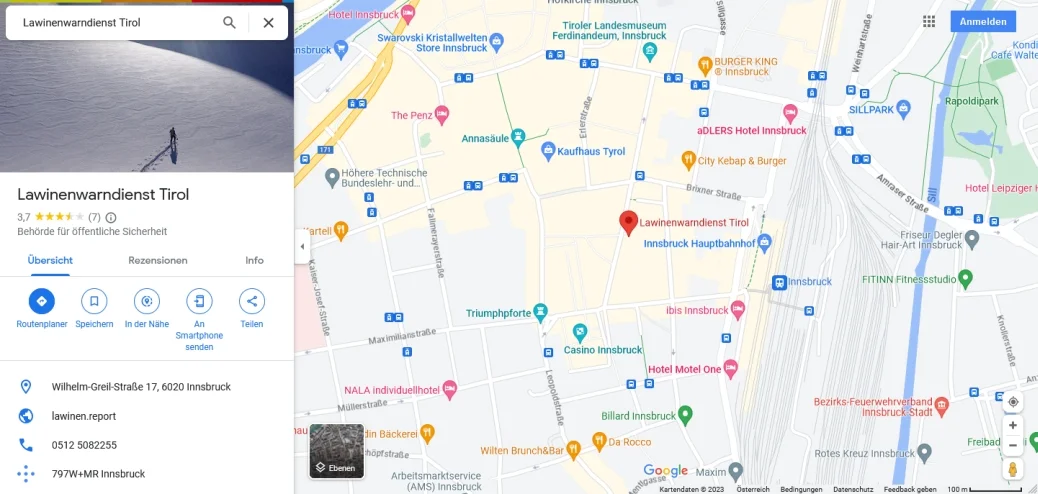 Lawinenwarndienst Tirol
Lawinenwarndienst Tirol
3,7 (7)
Behörde für öffentliche Sicherheit
Übersicht
Rezensionen
Info
Routenplaner
Speichern
In der Nähe
An
Smartphone
senden
Teilen
Wilhelm-Greil-Straße 17, 6020 Innsbruck
lawinen.report
0512 5082255
797W+MR Innsbruck
Hotel Innsbruck
Hofkirche Innsbruck
Sillgasse
Anmelden
nsbruck
Swarovski Kristallwelten
Store Innsbruck
Tiroler Landesmuseum
Ferdinandeum, Innsbruck
BURGER KING
® Innsbruck
Weinhartstraße
Kondi
Café Walte
Rapoldipark
The Penz
Erlerstraße
SILLPARK
aDLERS Hotel Innsbruck
Annasäule
171
Kaufhaus Tyrol
City Kebap & Burger
Höhere Technische
Bundeslehr- und...
Brixner Straße
Amraser Straße
Hotel Leipziger H
Sill
Lawinenwarndienst Tirol
artell
Fallmerayerstraße
Innsbruck Hauptbahnhof
Friseur Degler
Hair-Art Innsbruck
Kaiser-Josef-Straße
Innsbruck
FITINN Fitnessstudio
Triumphpforte
ibis Innsbruck
Maximilianstraße
Knollerstraße
Casino Innsbruck
Hotel Motel One
NALA individuellhotel
Leopoldstraße
Müllerstraße
Billard Innsbruck
Bezirks-Feuerwehrverband
Innsbruck-Stadt
din Bäckerei
Da Rocco
Wilten Brunch&Bar
höpfstraße
Freibad
Rotes Kreuz Innsbruck
Ebenen
Arbeitsmarktservice
(AMS) Innsbruck
Google
Maxim
Kartendaten © 2023
Österreich
Bedingungen
Datenschutz
Feedback geben
100 m